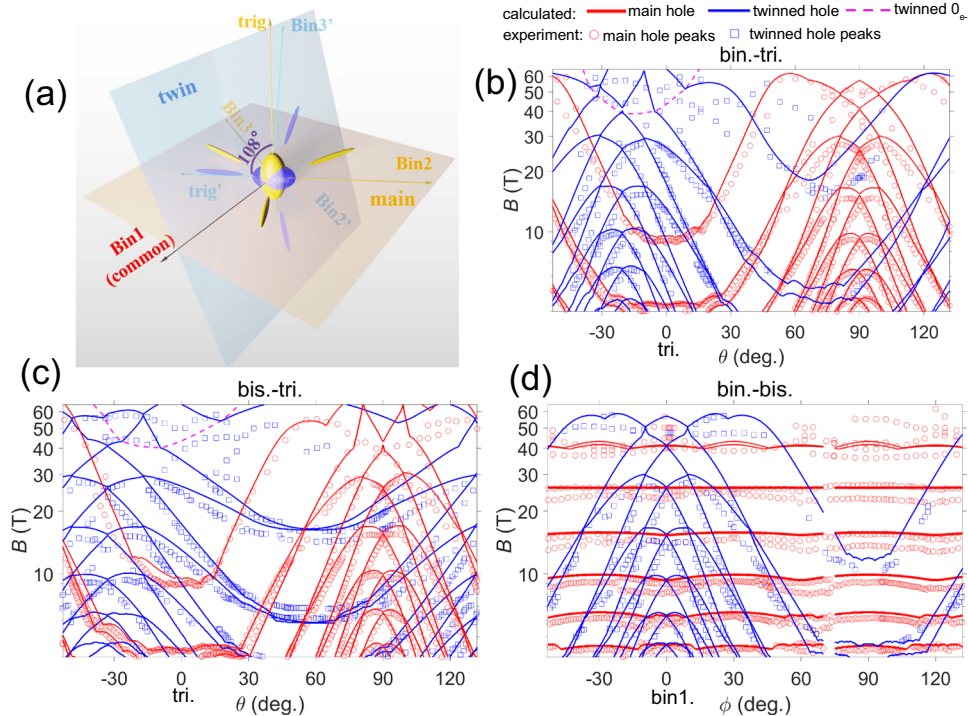 calculated: main hole twinned hole twinned 0e-
experiment: main hole peaks twinned hole peaks
(a)
trig
Bin3'
twin
Bin3
108°
Bin2
trig'
main
Bin2'
Bin1
(common)
(b)
bin.-tri.
B (T)
60
50
40
30
20
10
-30 0 30 60 90 120
tri.
θ (deg.)
(c)
bis.-tri.
B (T)
60
50
40
30
20
10
-30 0 30 60 90 120
tri.
θ (deg.)
(d)
bin.-bis.
B (T)
60
50
40
30
20
10
-30 0 30 60 90 120
bin1.
ϕ (deg.)